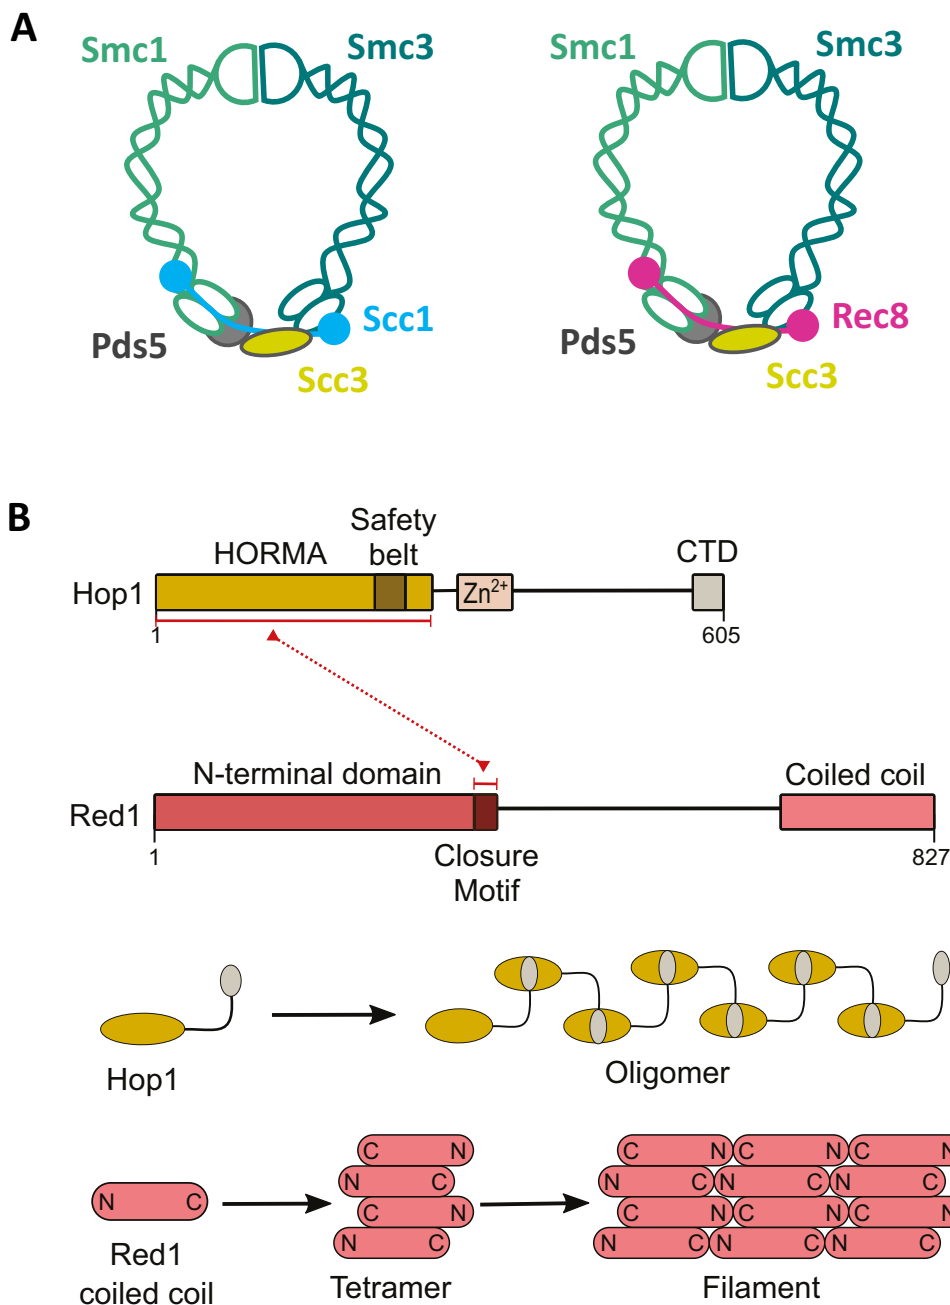 A
Smc1 Smc3 Smc1 Smc3
Scc1 Rec8
Pds5 Pds5
Scc3 Scc3
B
Safety
HORMA belt CTD
Hop1 Zn2+
1 605
N-terminal domain Coiled coil
Red1
1 827
Closure
Motif
Hop1 Oligomer
C N C N C N C N
N C N C N C N C
N C C N C N C N C N
N C N C N C N C
Red1
coiled coil Tetramer Filament